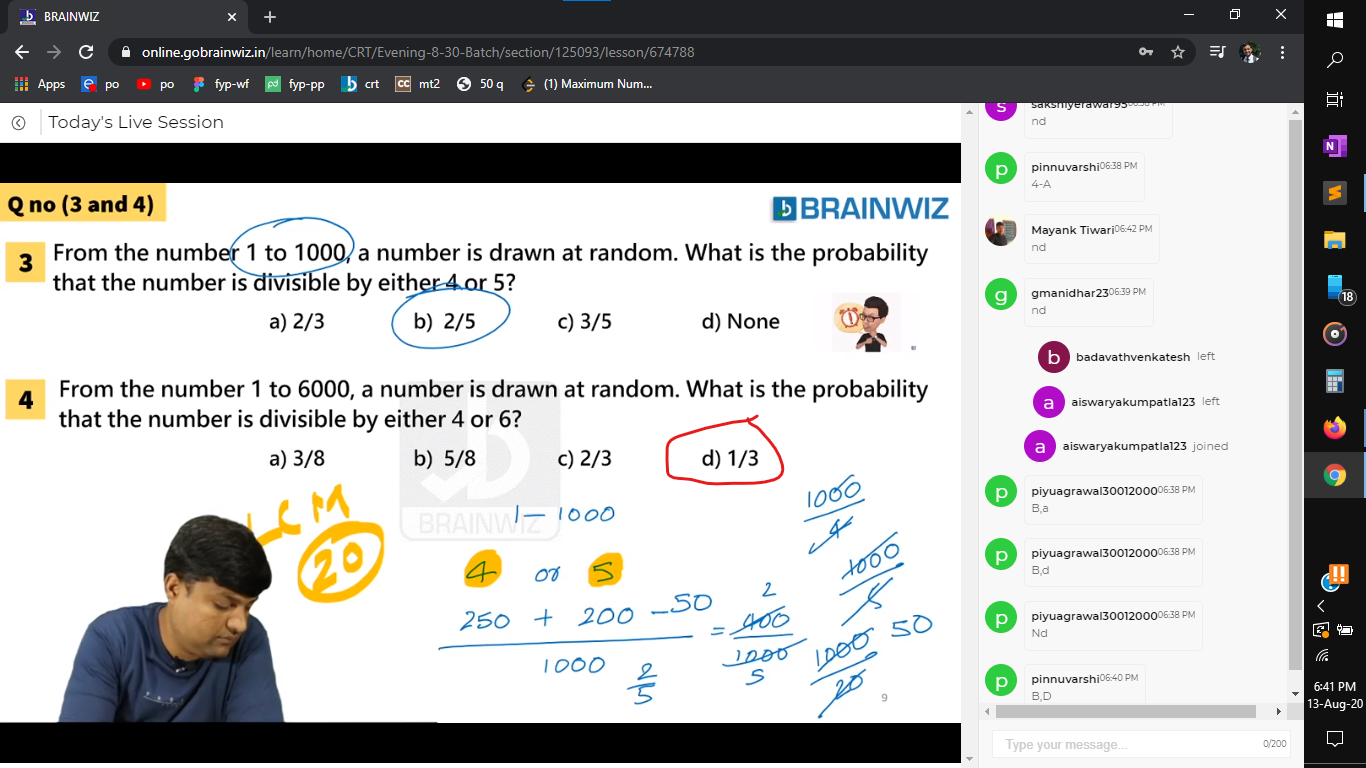 BRAINWIZ
online.gobrainwiz.in/learn/home/CRT/Evening-8-30-Batch/section/125093/lesson/674788
Apps po po fyp-wf fyp-pp crt mt2 50 q (1) Maximum Num...
Today's Live Session
Q no (3 and 4)
BRAINWIZ
3 From the number 1 to 1000, a number is drawn at random. What is the probability
that the number is divisible by either 4 or 5?
a) 2/3 b) 2/5 c) 3/5 d) None
4 From the number 1 to 6000, a number is drawn at random. What is the probability
that the number is divisible by either 4 or 6?
a) 3/8 b) 5/8 c) 2/3 d) 1/3
BRAINWIZ
LCM
20
1 – 1000
4 or 5
250 + 200 – 50
1000
= 400
1000
2
5
2
5
1000
4
1000
5
1000
20
50
9
sakshiyerawar95 06:38 PM
nd
pinnuvarshi 06:38 PM
4-A
Mayank Tiwari 06:42 PM
nd
gmanidhar23 06:39 PM
nd
badavathvenkatesh left
aiswaryakumpatla123 left
aiswaryakumpatla123 joined
piyuagrawal30012000 06:38 PM
B,a
piyuagrawal30012000 06:38 PM
B,d
piyuagrawal30012000 06:38 PM
Nd
pinnuvarshi 06:40 PM
B,D
Type your message... 0/200
18
6:41 PM
13-Aug-20